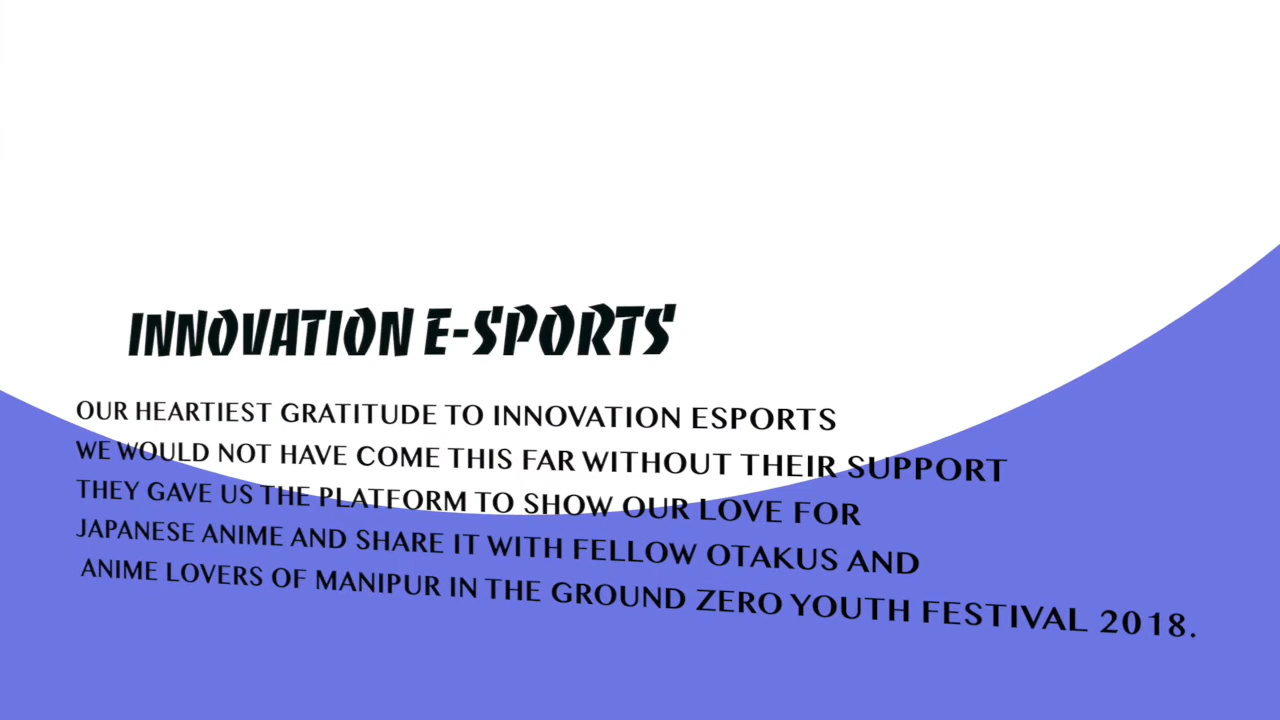 INNOVATION E-SPORTS
OUR HEARTIEST GRATITUDE TO INNOVATION ESPORTS
WE WOULD NOT HAVE COME THIS FAR WITHOUT THEIR SUPPORT
THEY GAVE US THE PLATFORM TO SHOW OUR LOVE FOR
JAPANESE ANIME AND SHARE IT WITH FELLOW OTAKUS AND
ANIME LOVERS OF MANIPUR IN THE GROUND ZERO YOUTH FESTIVAL 2018.